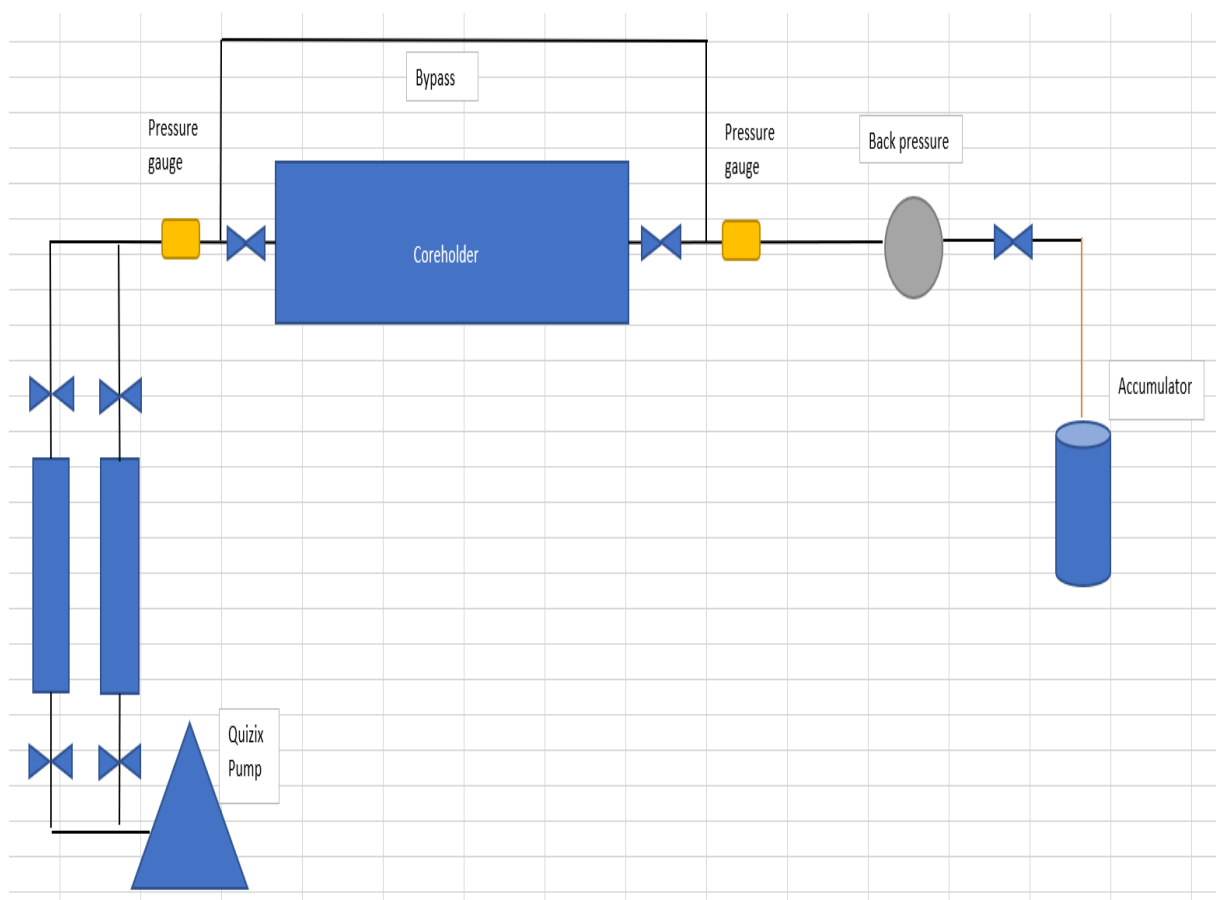 Bypass
Pressure
gauge
Pressure
gauge
Back pressure
Coreholder
Accumulator
Quizix
Pump